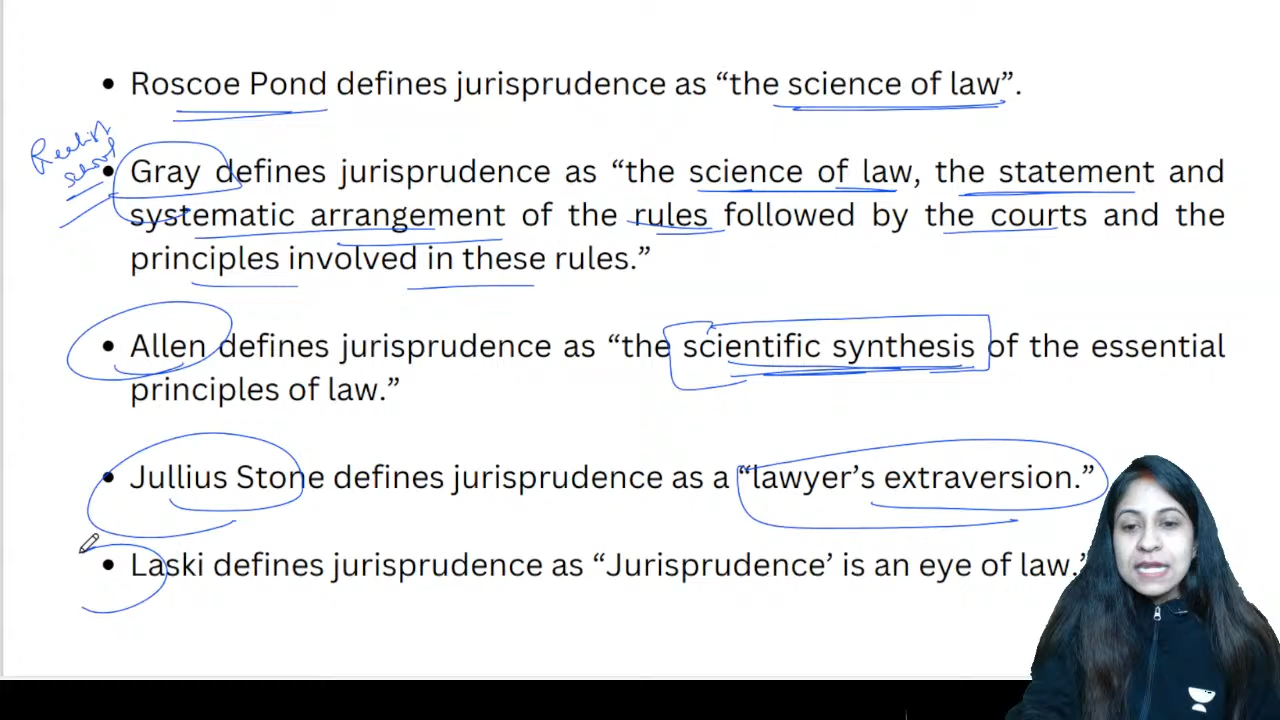 • Roscoe Pond defines jurisprudence as “the science of law”.
Realist
school
• Gray defines jurisprudence as “the science of law, the statement and
systematic arrangement of the rules followed by the courts and the
principles involved in these rules.”
• Allen defines jurisprudence as “the scientific synthesis of the essential
principles of law.”
• Jullius Stone defines jurisprudence as a “lawyer’s extraversion.”
• Laski defines jurisprudence as “Jurisprudence’ is an eye of law.”